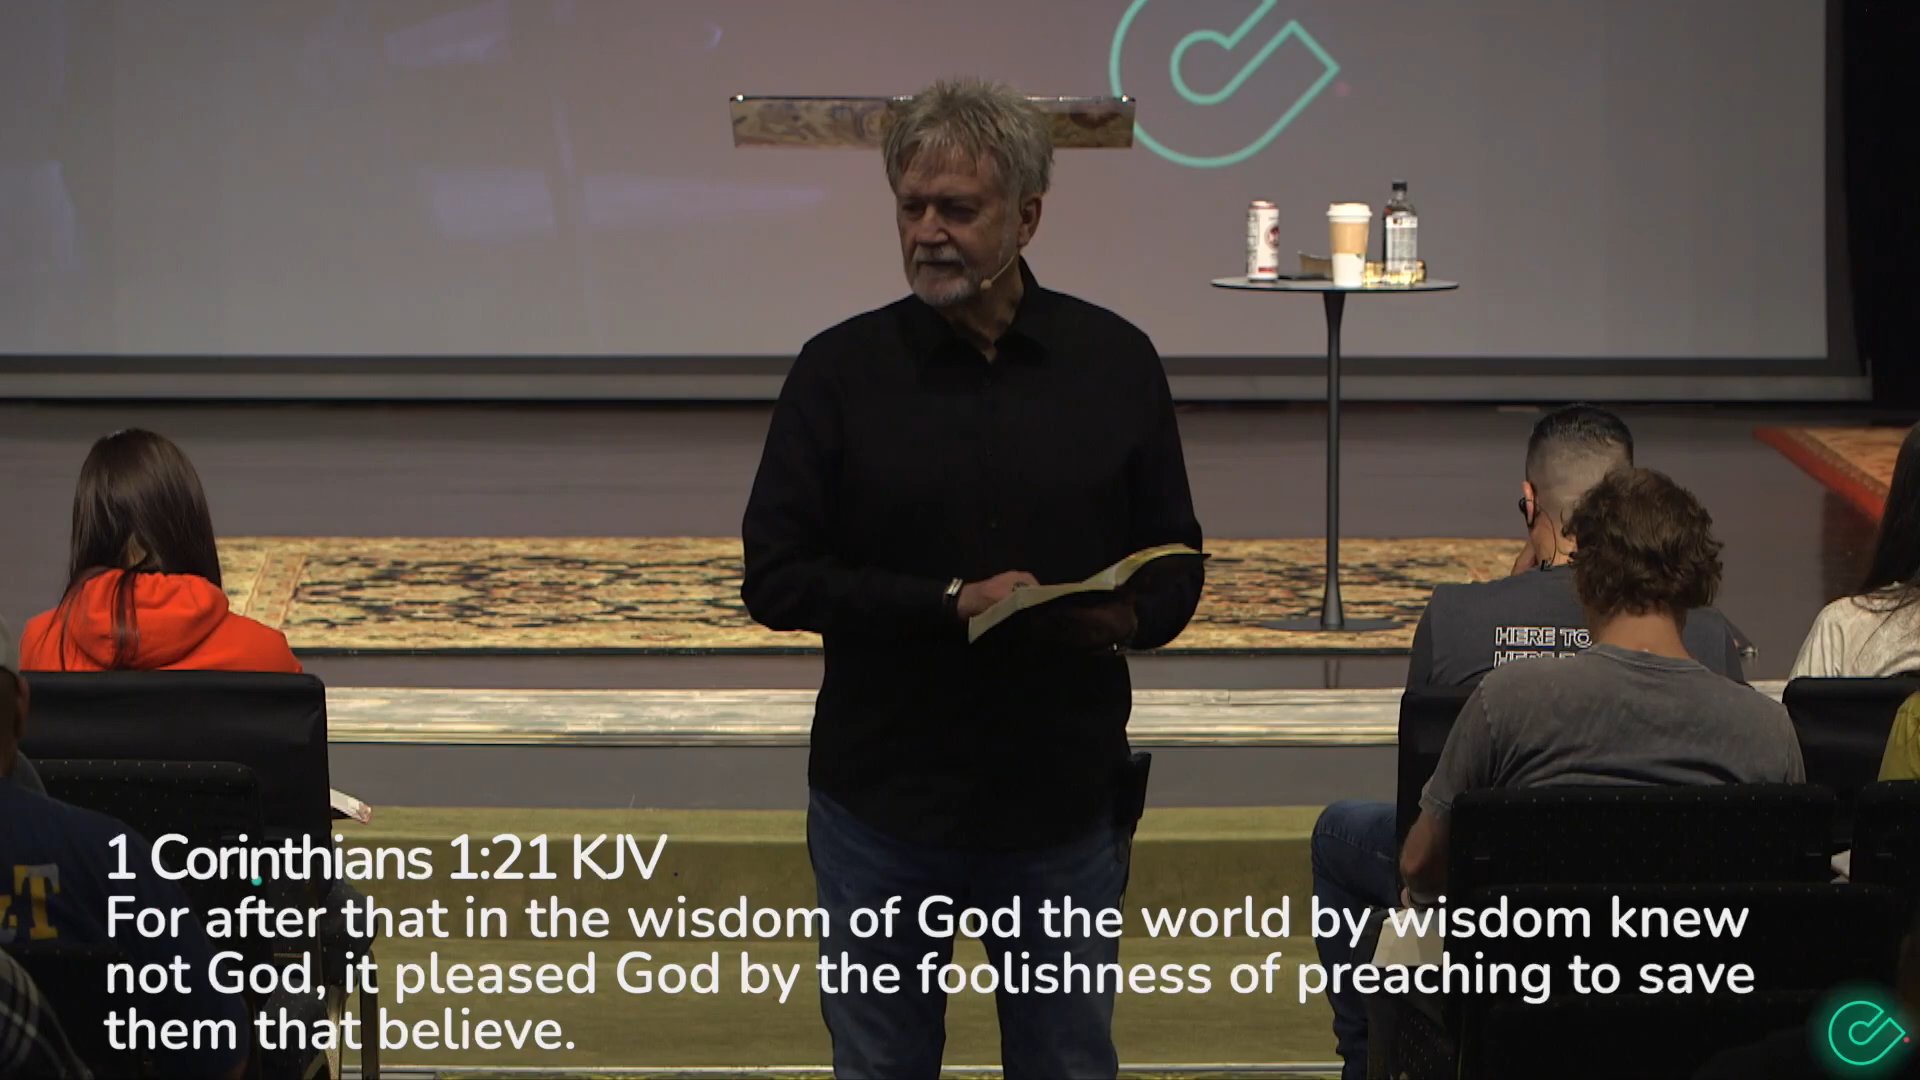 HERE TO
1 Corinthians 1:21 KJV
For after that in the wisdom of God the world by wisdom knew
not God, it pleased God by the foolishness of preaching to save
them that believe.